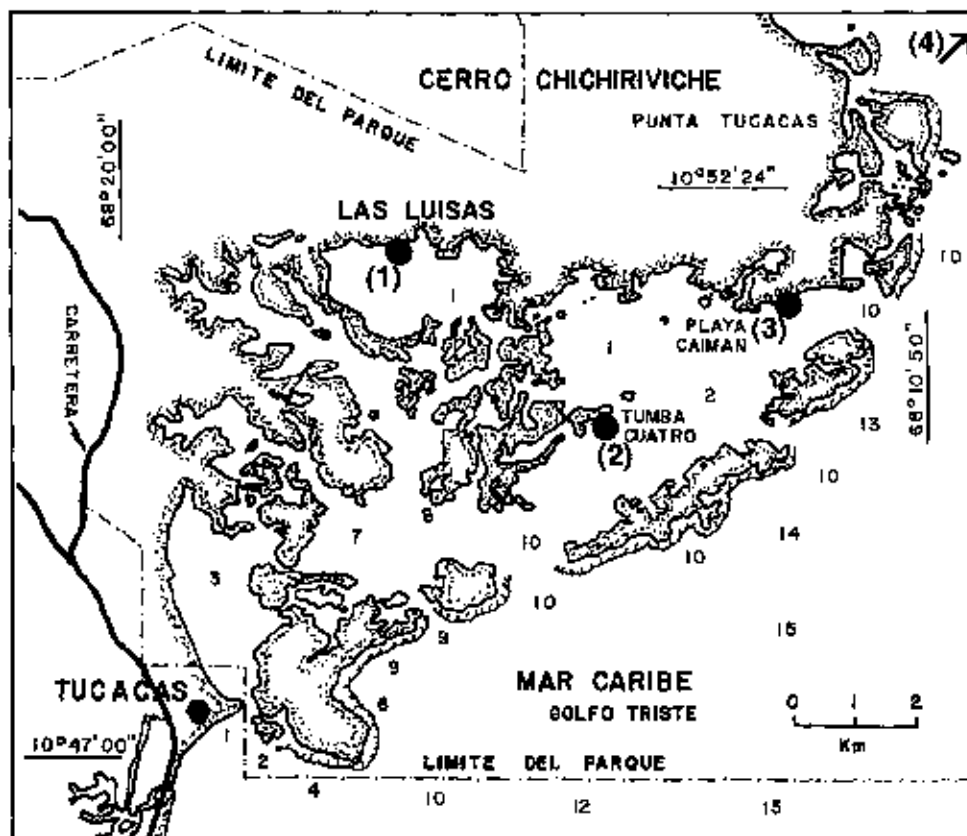 LIMITE DEL PARQUE
CERRO CHICHIRIVICHE
(4)
PUNTA TUCACAS
68°20'00"
10°52'24"
LAS LUISAS
(1)
1
10
10
PLAYA
CAIMAN
(3)
1
2
CARRETERA
68°10'50"
TUMBA
CUATRO
(2)
13
10
8
7
10
14
10
3
10
9
15
9
6
MAR CARIBE
GOLFO TRISTE
TUCACAS
0 1 2
Km
1
10°47'00"
2
LIMITE DEL PARQUE
4
10
12
15